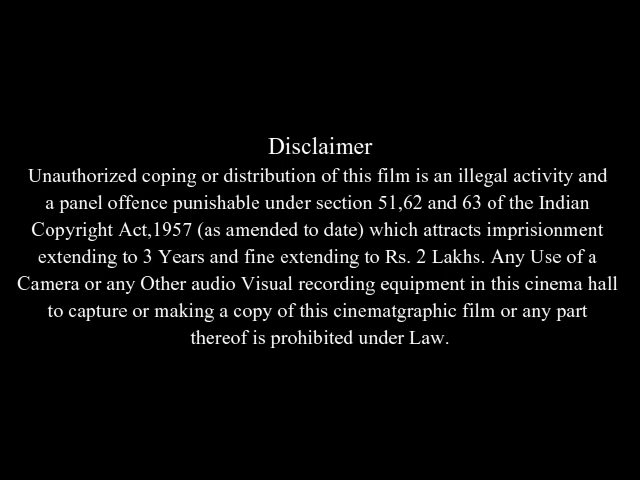 Disclaimer
Unauthorized coping or distribution of this film is an illegal activity and
a panel offence punishable under section 51,62 and 63 of the Indian
Copyright Act,1957 (as amended to date) which attracts imprisionment
extending to 3 Years and fine extending to Rs. 2 Lakhs. Any Use of a
Camera or any Other audio Visual recording equipment in this cinema hall
to capture or making a copy of this cinematgraphic film or any part
thereof is prohibited under Law.